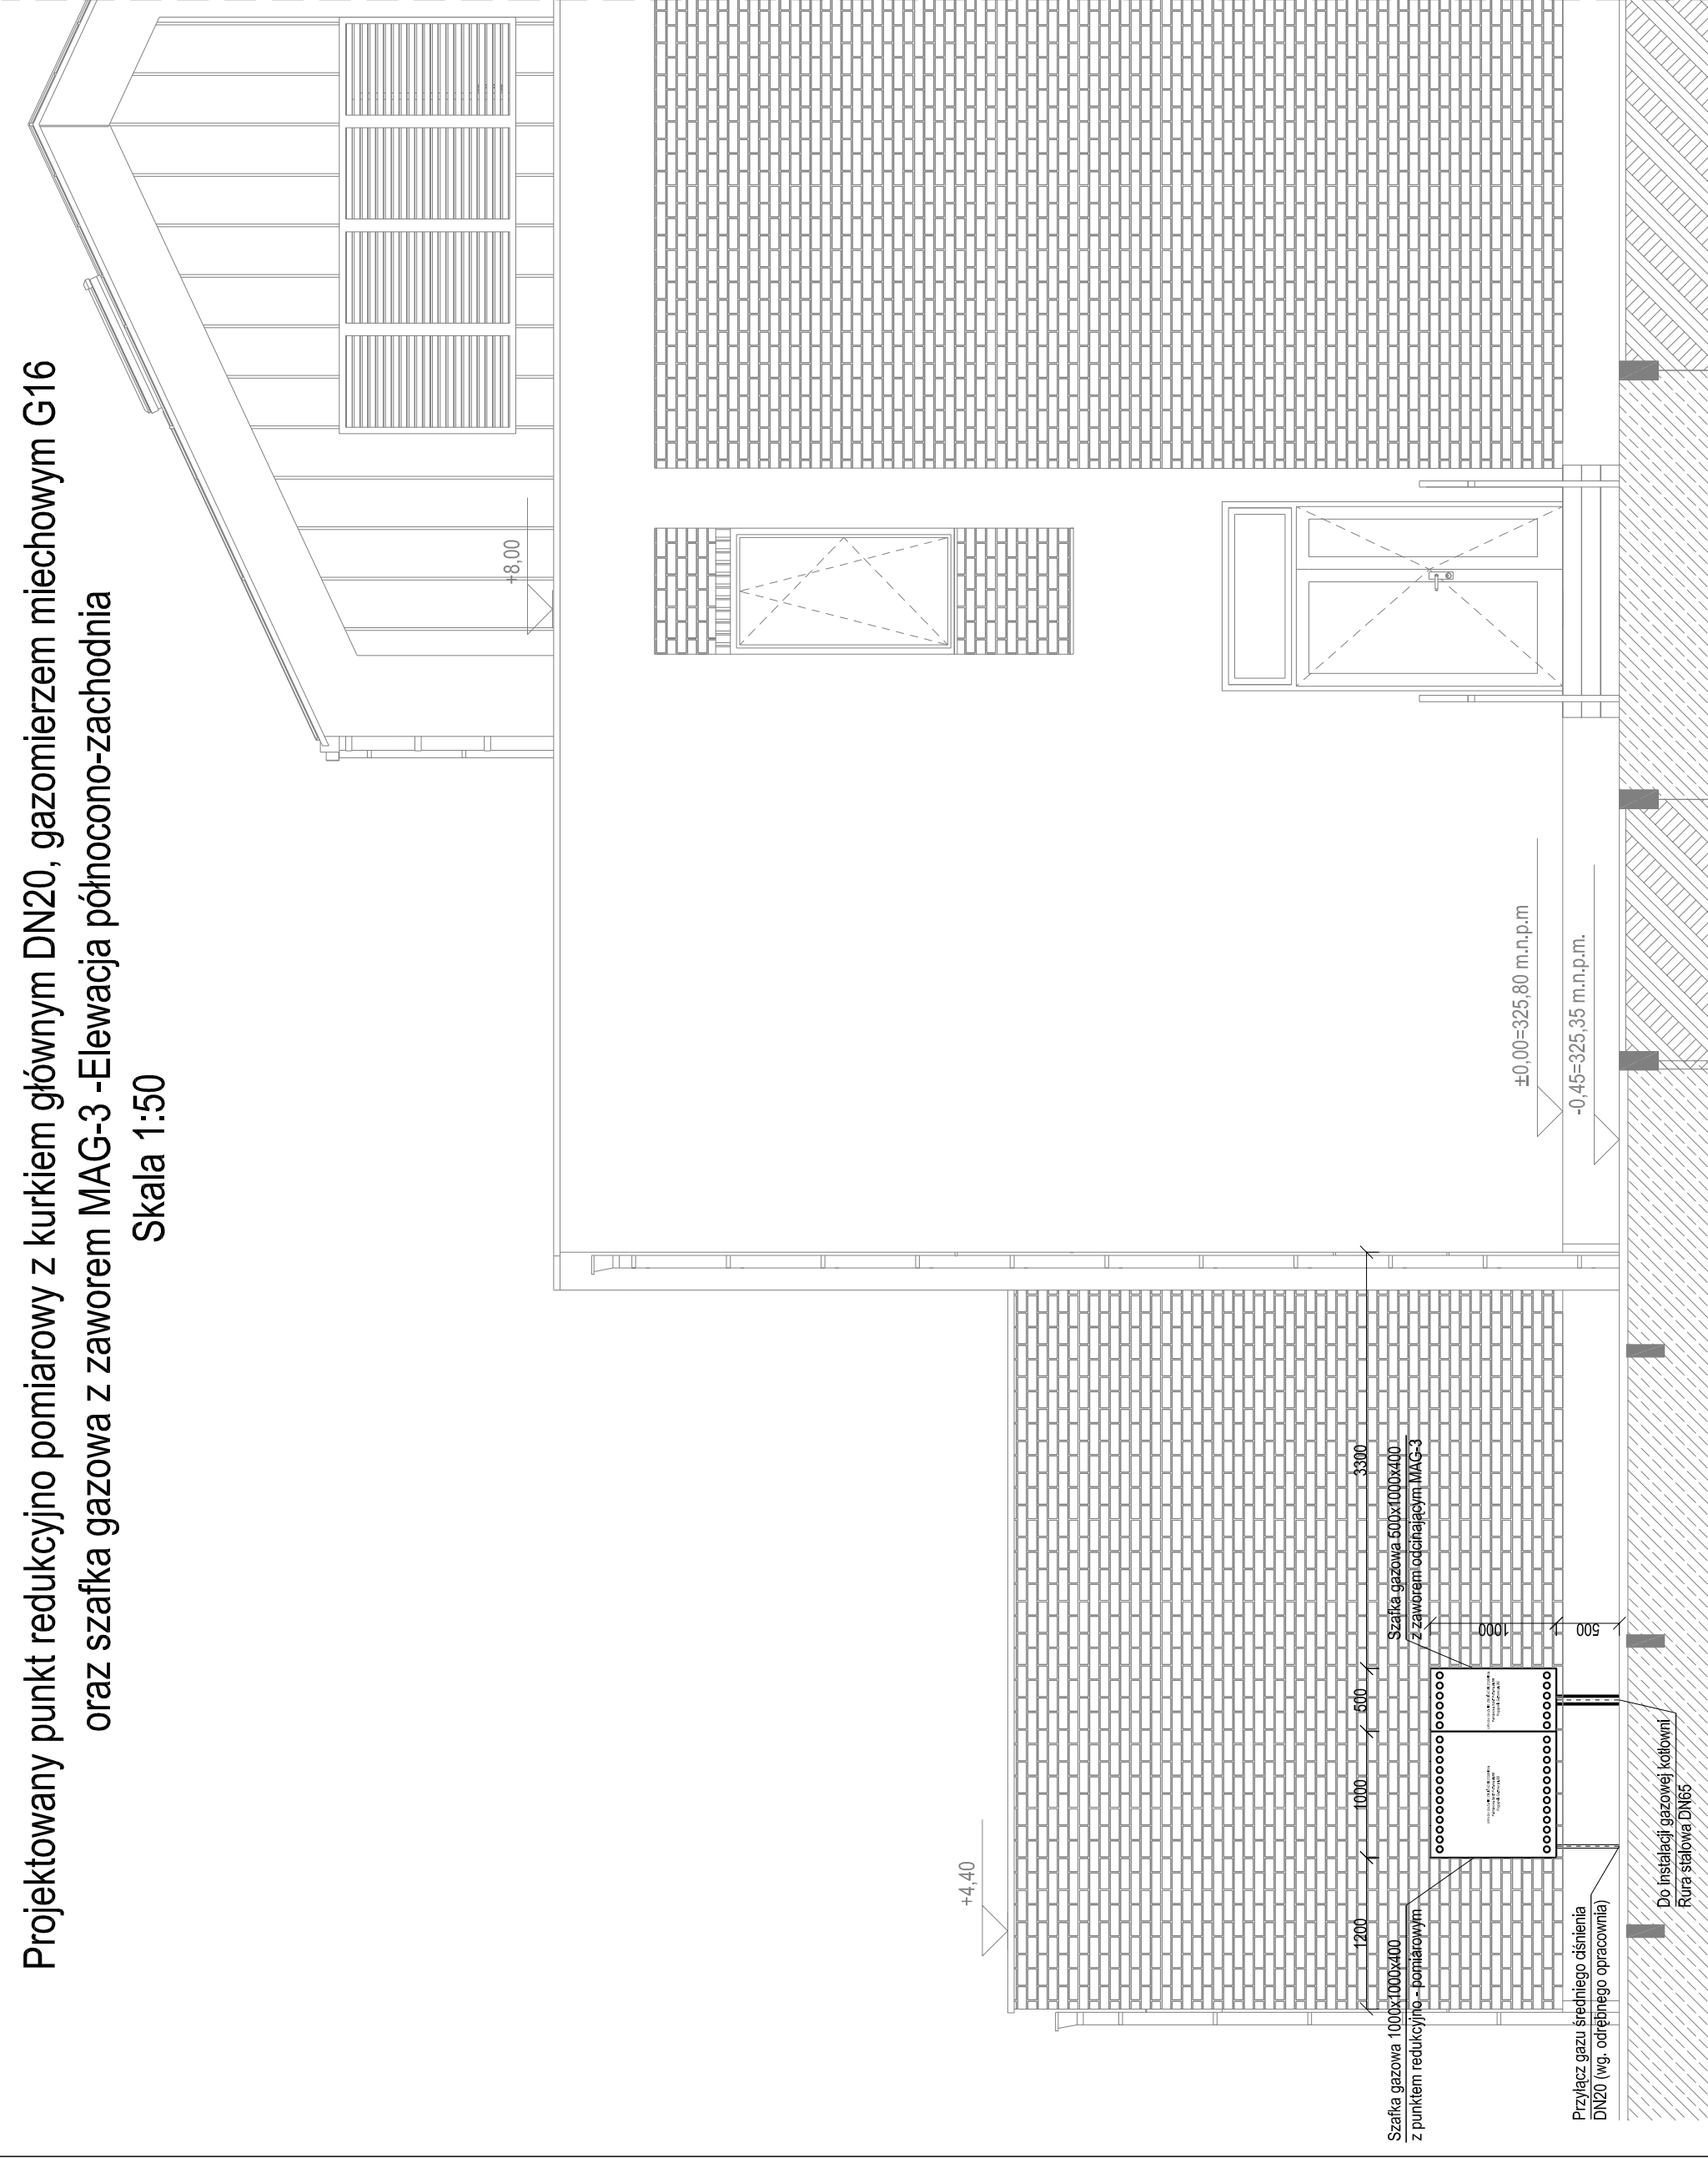 Projektowany punkt redukcyjno pomiarowy z kurkiem głównym DN20, gazomierzem miechowym G16
oraz szafka gazowa z zaworem MAG-3 -Elewacja północono-zachodnia
Skala 1:50
+8,00
+4,40
±0,00=325,80 m.n.p.m
-0,45=325,35 m.n.p.m.
1200
1000
500
3300
Szafka gazowa 1000x1000x400
z punktem redukcyjno - pomiarowym
Szafka gazowa 500x1000x400
z zaworem odcinającym MAG-3
1000
500
Przyłącz gazu średniego ciśnienia
DN20 (wg. odrębnego opracownia)
Do instalacji gazowej kotłowni
Rura stalowa DN65